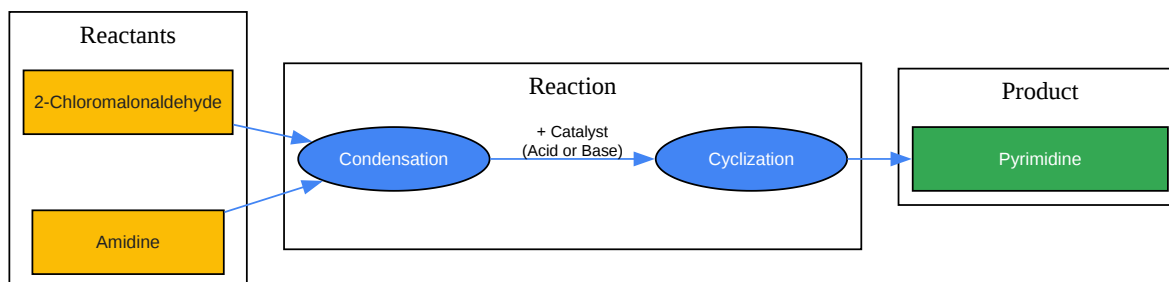 Reactants
2-Chloromalonaldehyde
Amidine
Reaction
Condensation
+ Catalyst
(Acid or Base)
Cyclization
Product
Pyrimidine